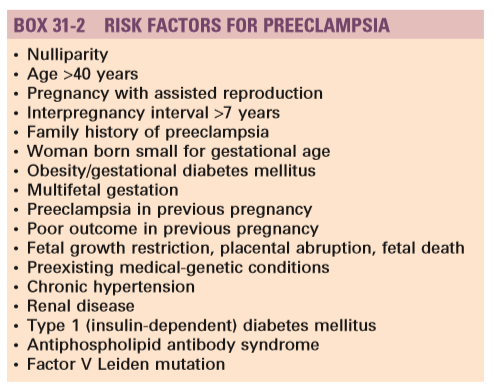 BOX 31-2 RISK FACTORS FOR PREECLAMPSIA
• Nulliparity
• Age >40 years
• Pregnancy with assisted reproduction
• Interpregnancy interval >7 years
• Family history of preeclampsia
• Woman born small for gestational age
• Obesity/gestational diabetes mellitus
• Multifetal gestation
• Preeclampsia in previous pregnancy
• Poor outcome in previous pregnancy
• Fetal growth restriction, placental abruption, fetal death
• Preexisting medical-genetic conditions
• Chronic hypertension
• Renal disease
• Type 1 (insulin-dependent) diabetes mellitus
• Antiphospholipid antibody syndrome
• Factor V Leiden mutation